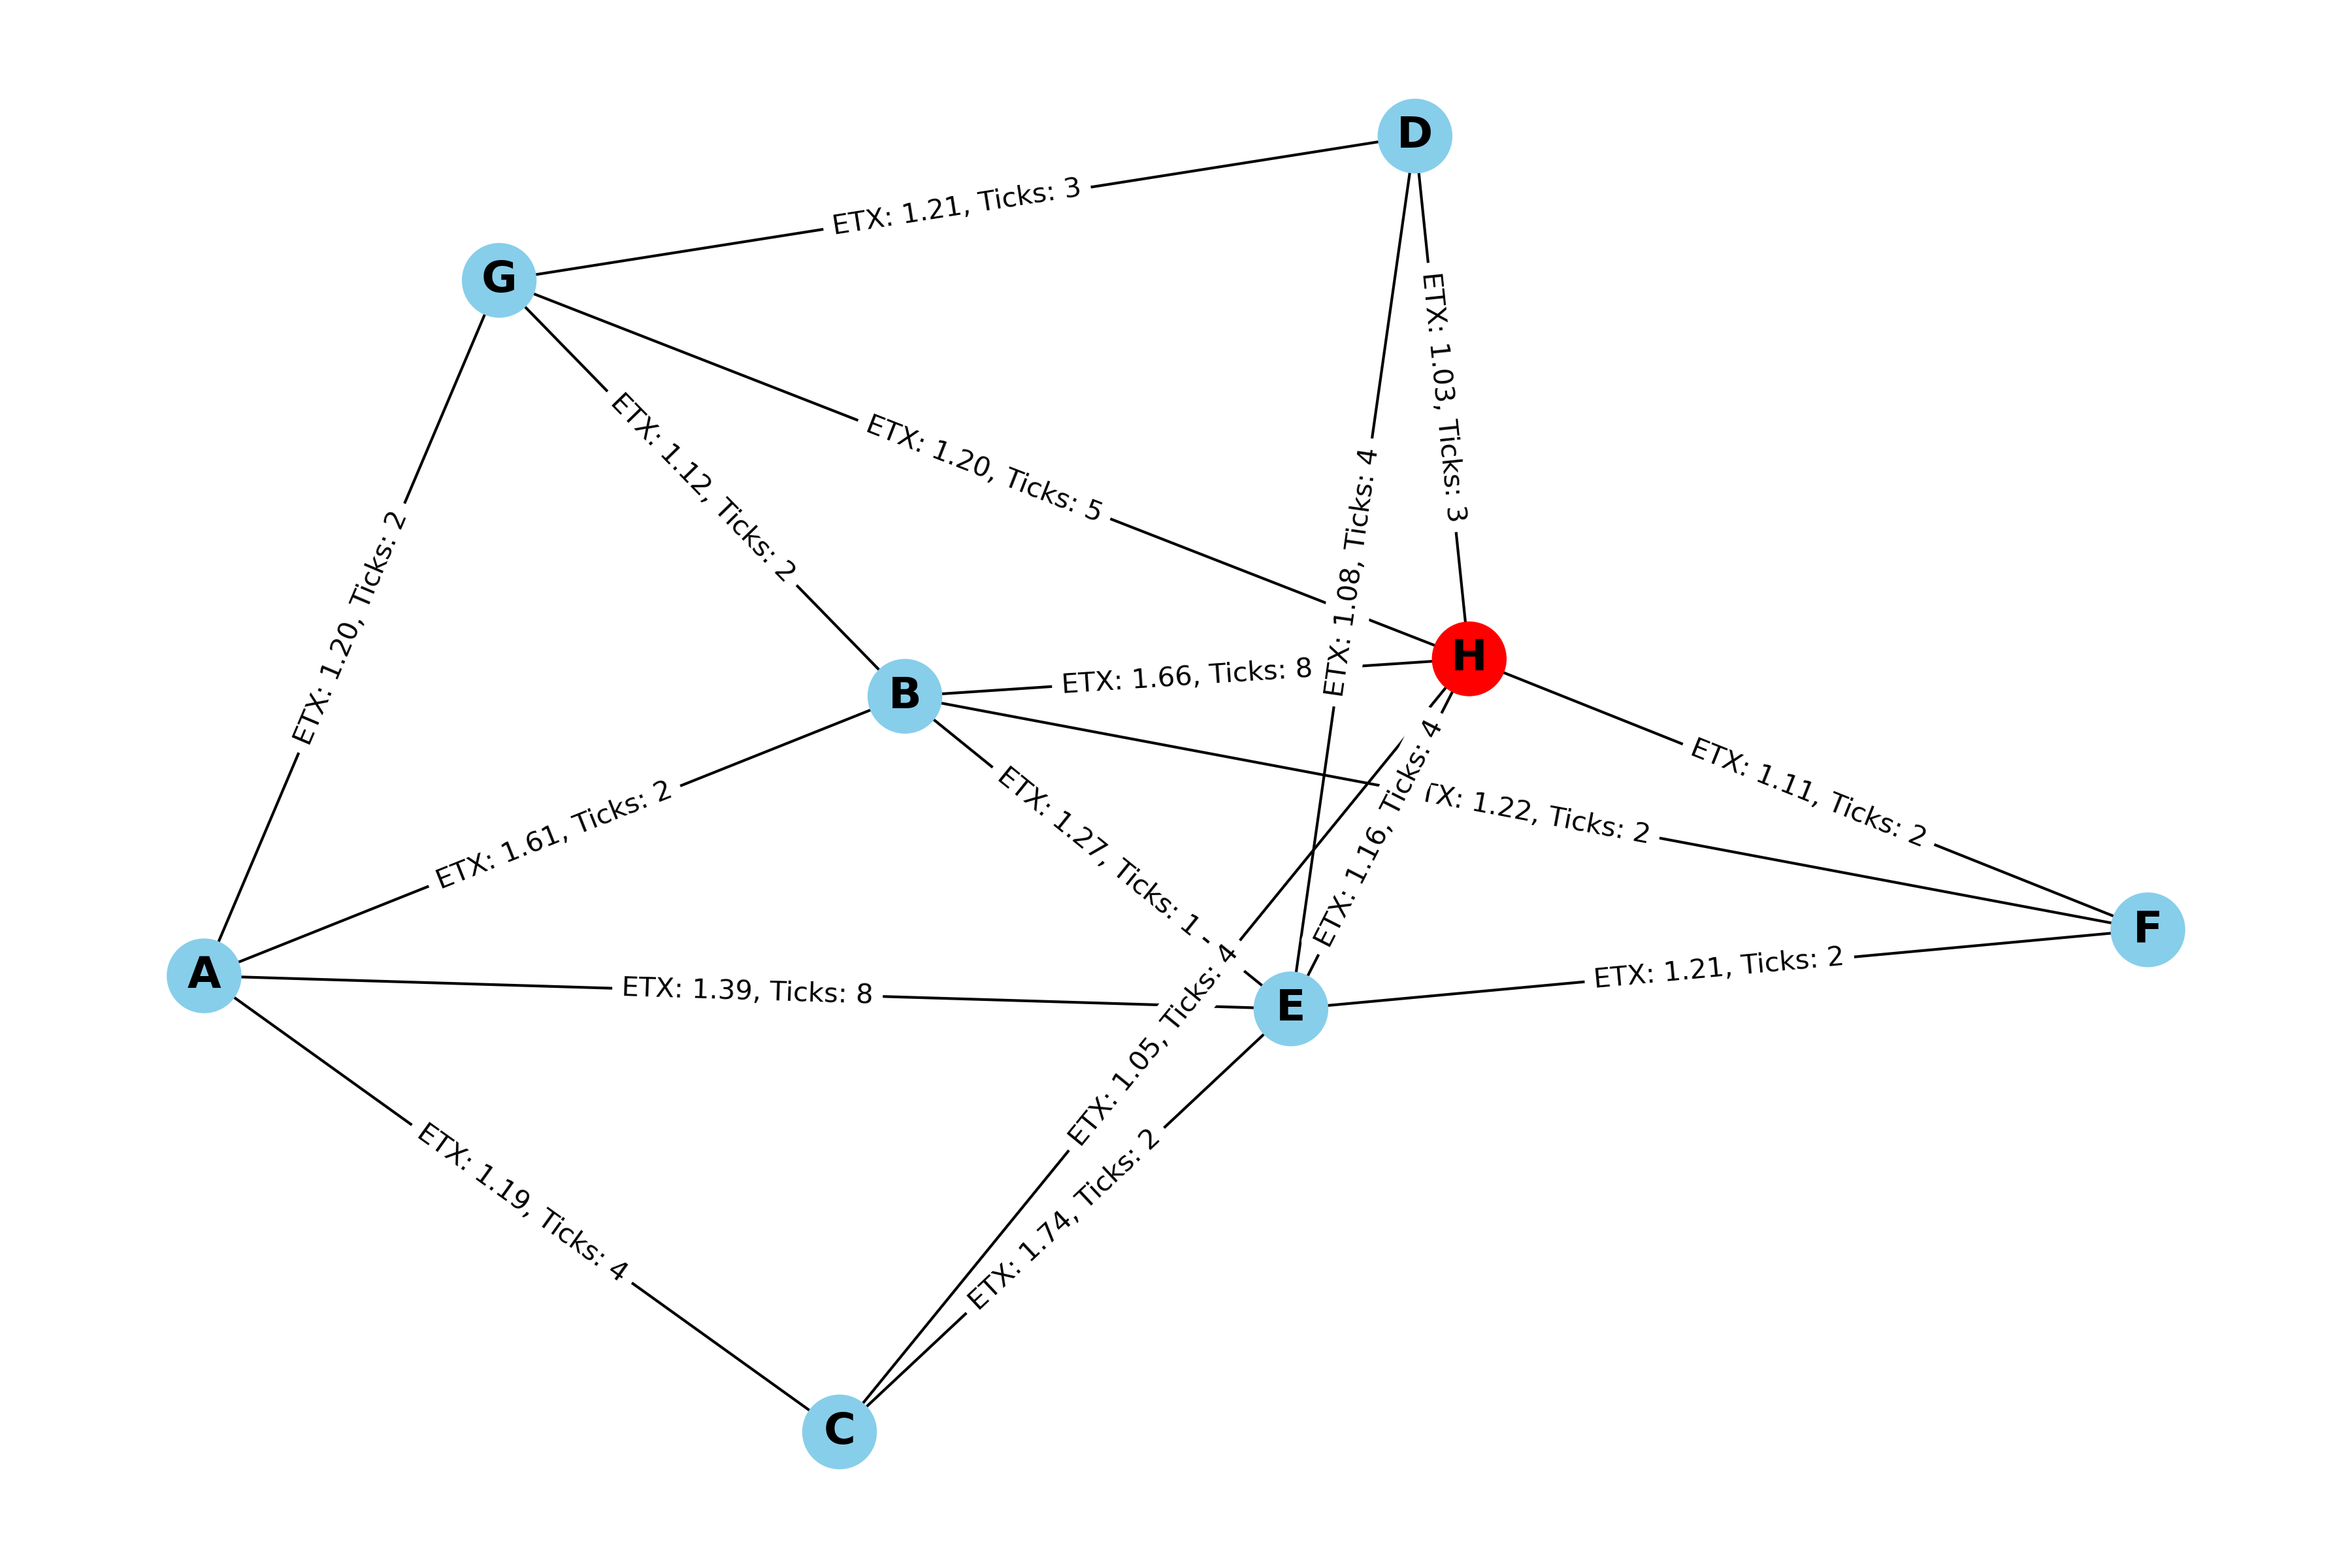 D
ETX: 1.21, Ticks: 3
G
ETX: 1.03, Ticks: 3
ETX: 1.12, Ticks: 2
ETX: 1.20, Ticks: 5
ETX: 1.08, Ticks: 4
ETX: 1.20, Ticks: 2
H
B
ETX: 1.66, Ticks: 8
ETX: 1.11, Ticks: 2
ETX: 1.16, Ticks: 4
TX: 1.22, Ticks: 2
ETX: 1.61, Ticks: 2
ETX: 1.27, Ticks: 1
F
A
ETX: 1.39, Ticks: 8
ETX: 1.21, Ticks: 2
E
ETX: 1.05, Ticks: 4
ETX: 1.19, Ticks: 4
ETX: 1.74, Ticks: 2
C